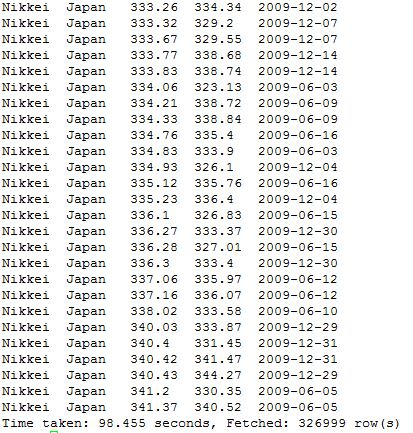 Nikkei  Japan   333.26  334.34  2009-12-02
Nikkei  Japan   333.32  329.2   2009-12-07
Nikkei  Japan   333.67  329.55  2009-12-07
Nikkei  Japan   333.77  338.68  2009-12-14
Nikkei  Japan   333.83  338.74  2009-12-14
Nikkei  Japan   334.06  323.13  2009-06-03
Nikkei  Japan   334.21  338.72  2009-06-09
Nikkei  Japan   334.33  338.84  2009-06-09
Nikkei  Japan   334.76  335.4   2009-06-16
Nikkei  Japan   334.83  333.9   2009-06-03
Nikkei  Japan   334.93  326.1   2009-12-04
Nikkei  Japan   335.12  335.76  2009-06-16
Nikkei  Japan   335.23  336.4   2009-12-04
Nikkei  Japan   336.1   326.83  2009-06-15
Nikkei  Japan   336.27  333.37  2009-12-30
Nikkei  Japan   336.28  327.01  2009-06-15
Nikkei  Japan   336.3   333.4   2009-12-30
Nikkei  Japan   337.06  335.97  2009-06-12
Nikkei  Japan   337.16  336.07  2009-06-12
Nikkei  Japan   338.02  333.58  2009-06-10
Nikkei  Japan   340.03  333.87  2009-12-29
Nikkei  Japan   340.4   331.45  2009-12-31
Nikkei  Japan   340.42  341.47  2009-12-31
Nikkei  Japan   340.43  344.27  2009-12-29
Nikkei  Japan   341.2   330.35  2009-06-05
Nikkei  Japan   341.37  340.52  2009-06-05
Time taken: 98.455 seconds, Fetched: 326999 row(s)